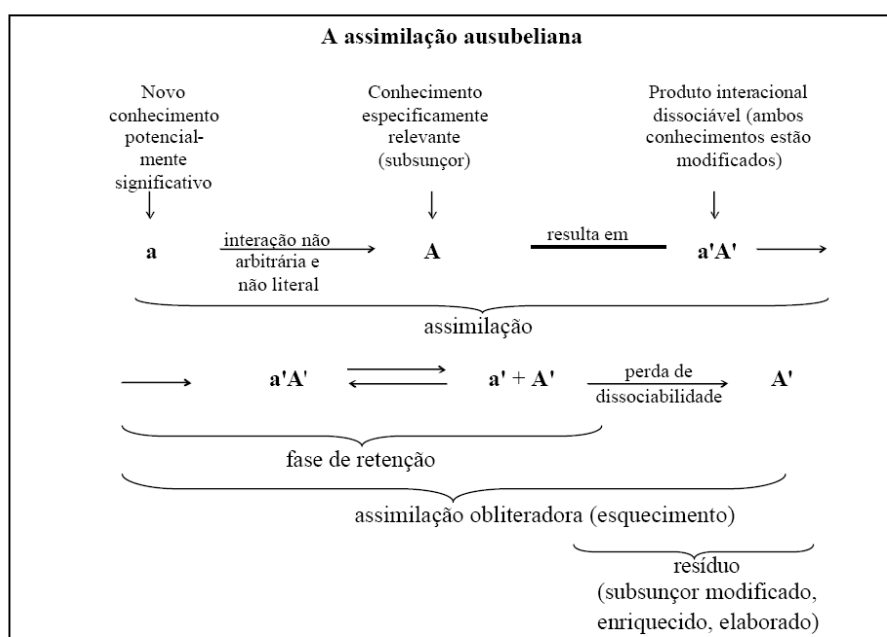 A assimilação ausubeliana
Novo
conhecimento
potencial-
mente
significativo
Conhecimento
especificamente
relevante
(subsunçor)
Produto interacional
dissociável (ambos
conhecimentos estão
modificados)
a
interação não
arbitrária e
não literal
A
resulta em
a'A'
assimilação
a'A'
a' + A'
perda de
dissociabilidade
A'
fase de retenção
assimilação obliteradora (esquecimento)
resíduo
(subsunçor modificado,
enriquecido, elaborado)